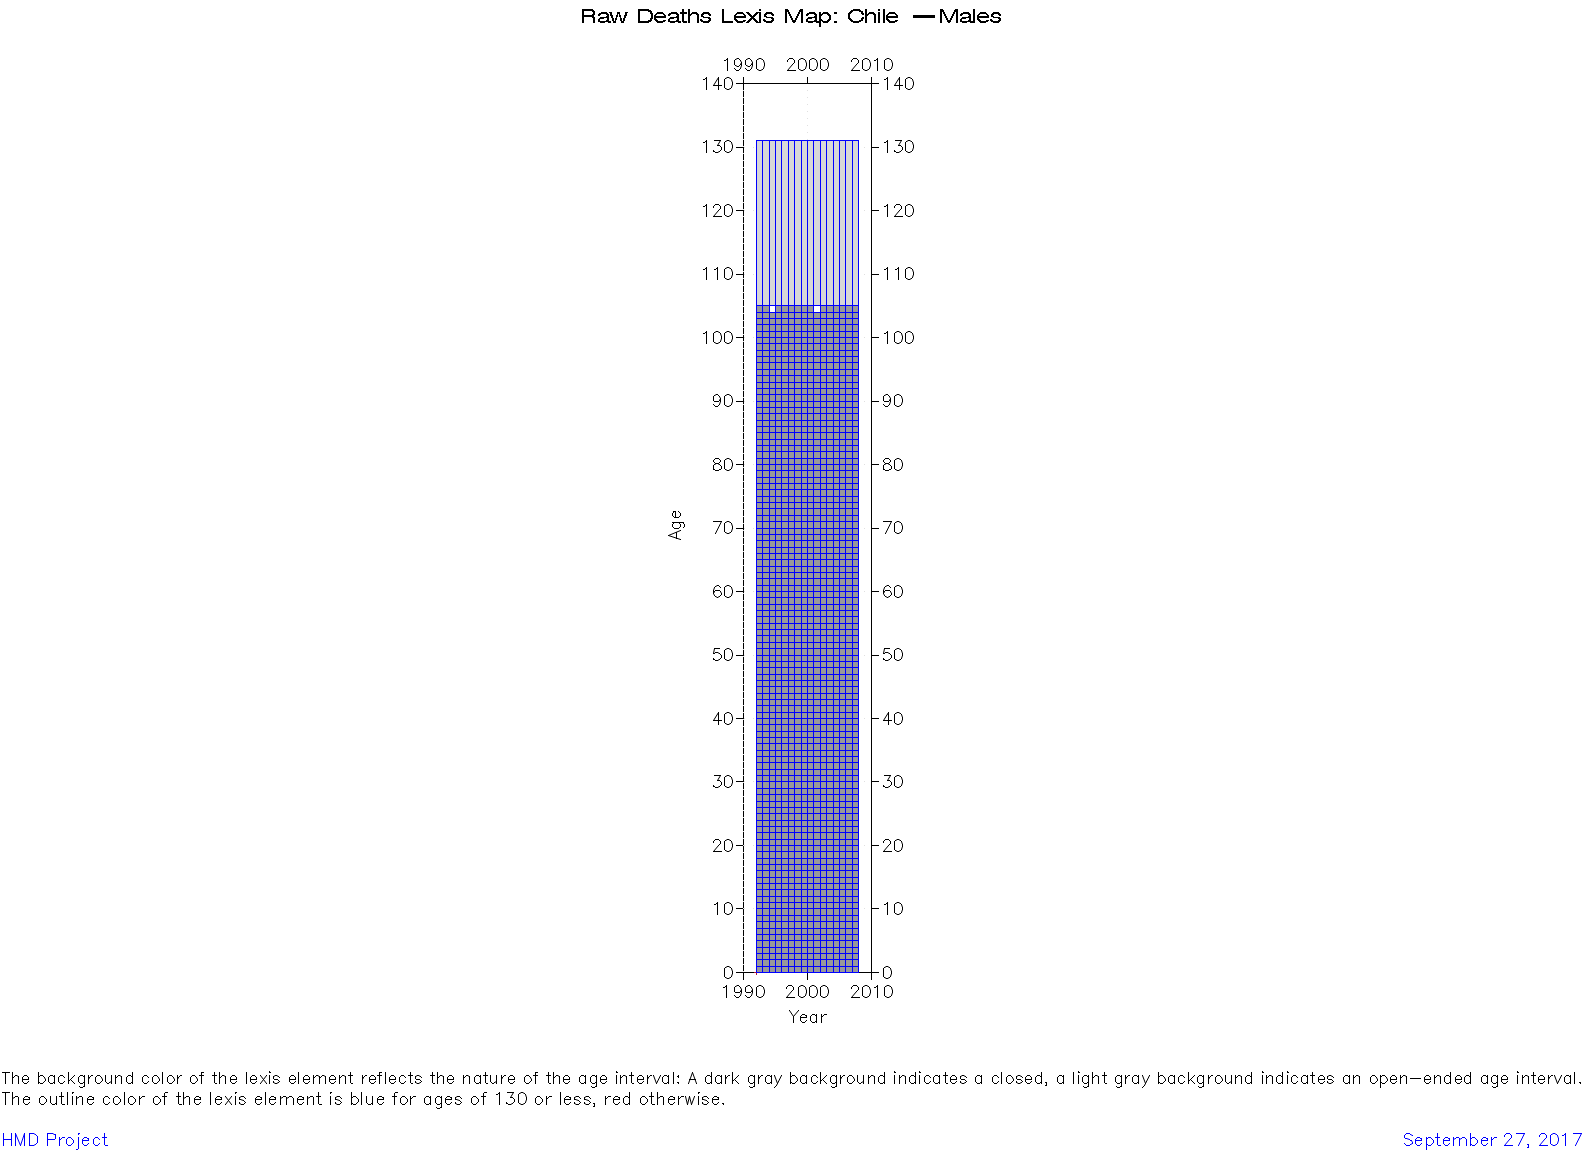 Raw Deaths Lexis Map: Chile — Males
1990 2000 2010
140 140
130 130
120 120
110 110
100 100
90 90
80 80
70 70
Age
60 60
50 50
40 40
30 30
20 20
10 10
0 0
1990 2000 2010
Year
The background color of the lexis element reflects the nature of the age interval: A dark gray background indicates a closed, a light gray background indicates an open–ended age interval.
The outline color of the lexis element is blue for ages of 130 or less, red otherwise.
HMD Project September 27, 2017